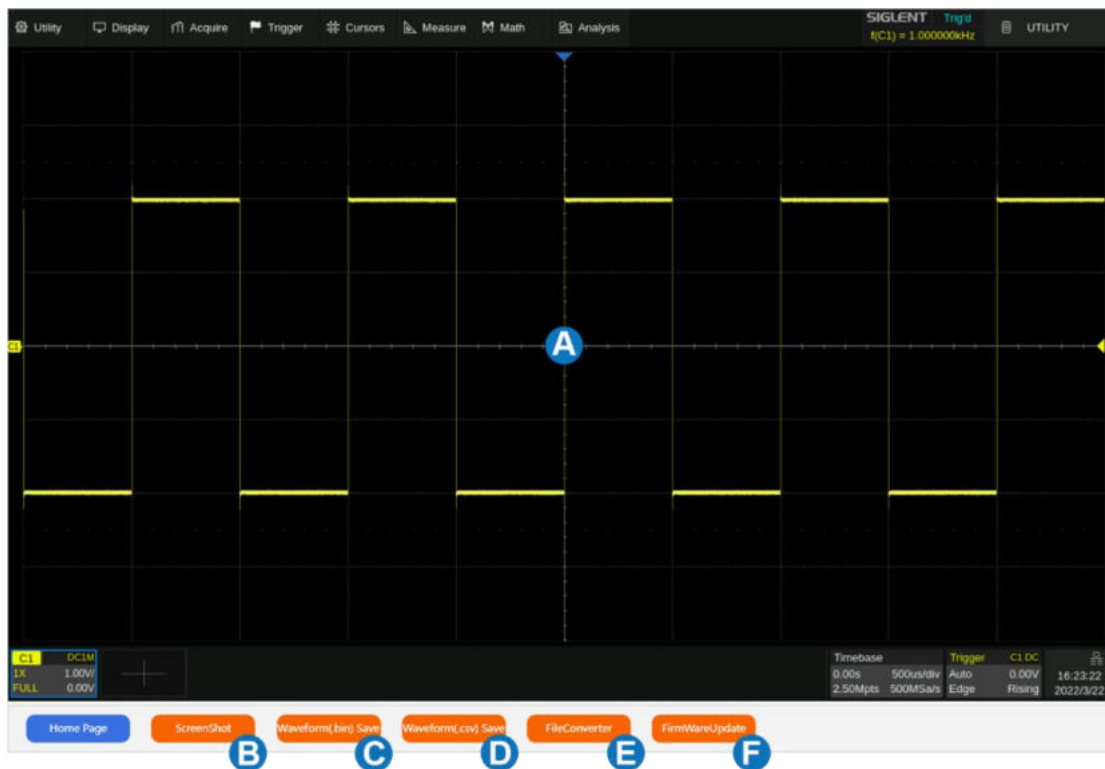 Utility Display Acquire Trigger Cursors Measure Math Analysis SIGLENT Trig'd UTILITY
f(C1) = 1.000000kHz
A
C1
C1 DC1M
1X 1.00V/
FULL 0.00V
Timebase
0.00s 500us/div
2.50Mpts 500MSa/s
Trigger C1 DC
Auto 0.00V
Edge Rising
16:23:22
2022/3/22
Home Page ScreenShot Waveform(.bin) Save Waveform(.csv) Save FileConverter FirmWareUpdate
B C D E F